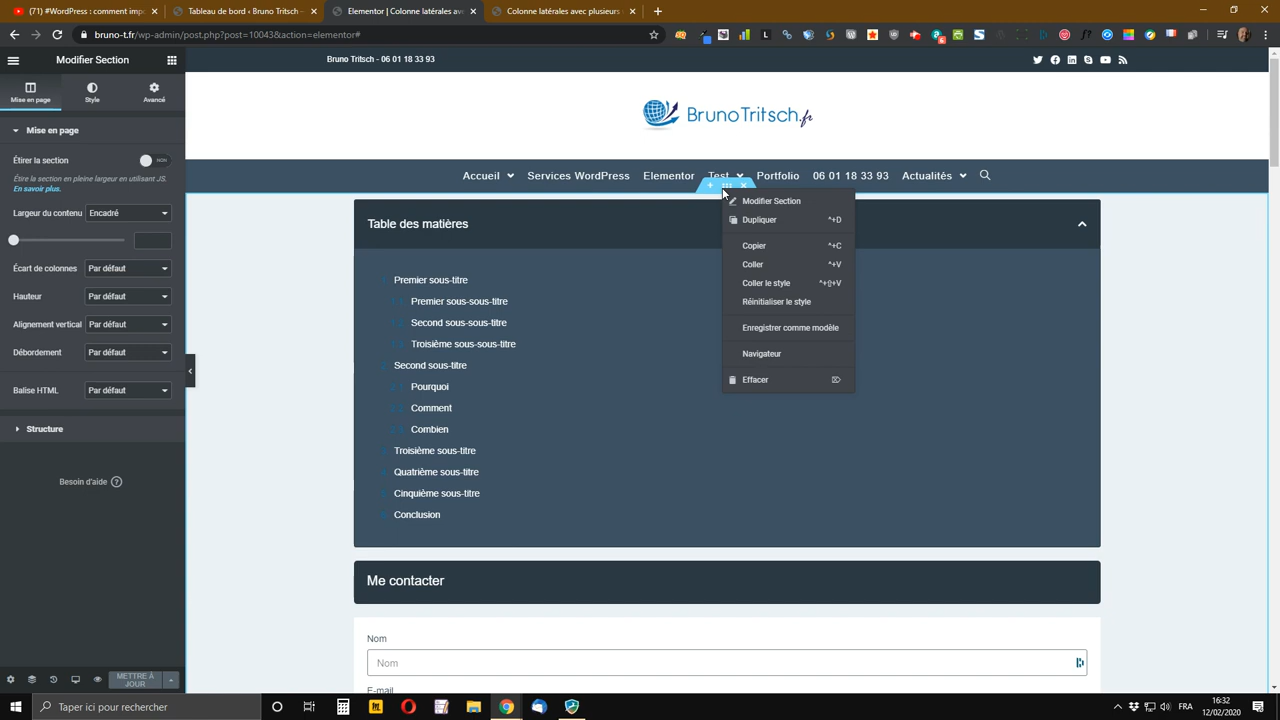 (71) #WordPress : comment imp
Tableau de bord ‹ Bruno Tritsch
Elementor | Colonne latérales av
Colonne latérales avec plusieurs
bruno-t.fr/wp-admin/post.php?post=10043&action=elementor#
Modifier Section
Bruno Tritsch - 06 01 18 33 93
Mise en page
Style
Avancé
BrunoTritsch.fr
Mise en page
Étirer la section
NON
Étire la section en pleine largeur en utilisant JS.
En savoir plus.
Accueil
Services WordPress
Elementor
Test
Portfolio
06 01 18 33 93
Actualités
Largeur du contenu
Encadré
Écart de colonnes
Par défaut
Hauteur
Par défaut
Alignement vertical
Par défaut
Débordement
Par défaut
Balise HTML
Par défaut
Structure
Besoin d'aide
METTRE À
JOUR
Modifier Section
Dupliquer ^+D
Copier ^+C
Coller ^+V
Coller le style ^+⇧+V
Réinitialiser le style
Enregistrer comme modèle
Navigateur
Effacer
Table des matières
Premier sous-titre
Premier sous-sous-titre
Second sous-sous-titre
Troisième sous-sous-titre
Second sous-titre
Pourquoi
Comment
Combien
Troisième sous-titre
Quatrième sous-titre
Cinquième sous-titre
Conclusion
Me contacter
Nom
Nom
E-mail
Taper ici pour rechercher
FRA
16:32
12/02/2020